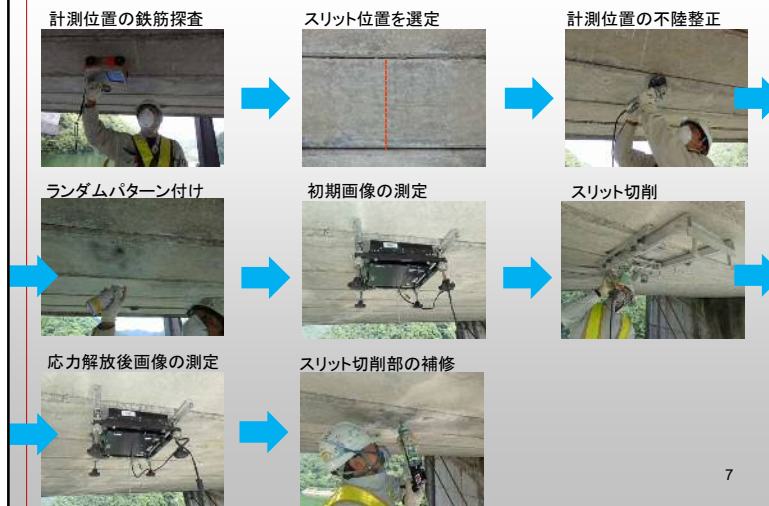 計測位置の鉄筋探査
スリット位置を選定
計測位置の不陸整正
ランダムパターン付け
初期画像の測定
スリット切削
応力解放後画像の測定
スリット切削部の補修
7